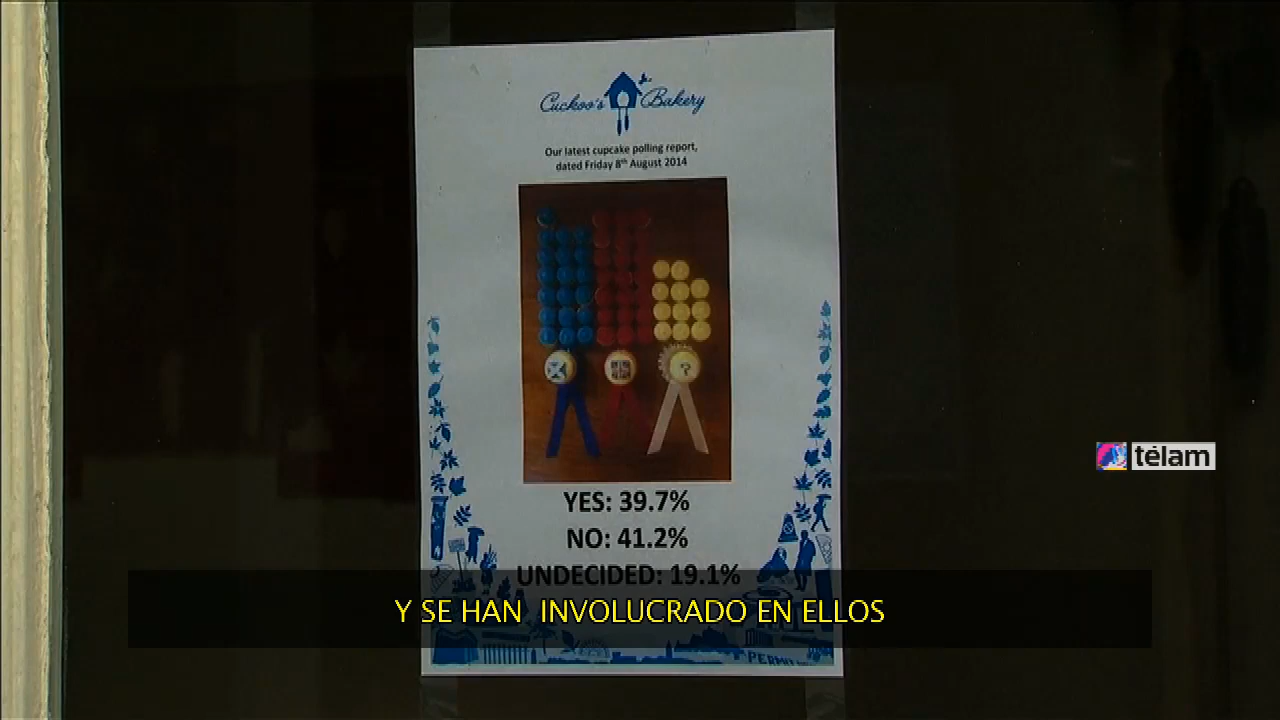 Cuckoo's Bakery
Our latest cupcake polling report,
dated Friday 8th August 2014
?
YES: 39.7%
NO: 41.2%
UNDECIDED: 19.1%
Y SE HAN INVOLUCRADO EN ELLOS
télam